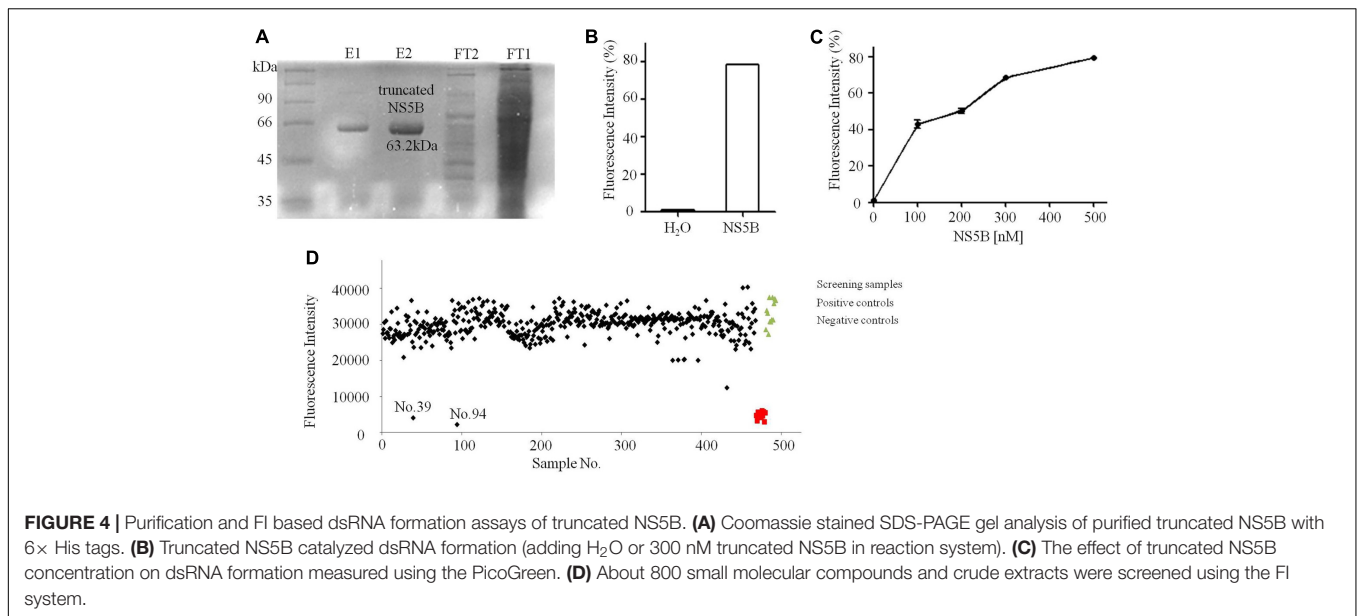 A
E1 E2 FT2 FT1
kDa
90
66
45
35
truncated
NS5B
63.2kDa
B
Fluorescence Intensity (%)
80
60
40
20
0
H₂O NS5B
C
Fluorescence Intensity (%)
80
60
40
20
0
0 100 200 300 400 500
NS5B [nM]
D
Fluorescence Intensity
40000
30000
20000
10000
0
No.39 No.94
0 100 200 300 400 500
Sample No.
Screening samples
Positive controls
Negative controls
FIGURE 4 | Purification and FI based dsRNA formation assays of truncated NS5B. (A) Coomassie stained SDS-PAGE gel analysis of purified truncated NS5B with
6× His tags. (B) Truncated NS5B catalyzed dsRNA formation (adding H₂O or 300 nM truncated NS5B in reaction system). (C) The effect of truncated NS5B
concentration on dsRNA formation measured using the PicoGreen. (D) About 800 small molecular compounds and crude extracts were screened using the FI
system.